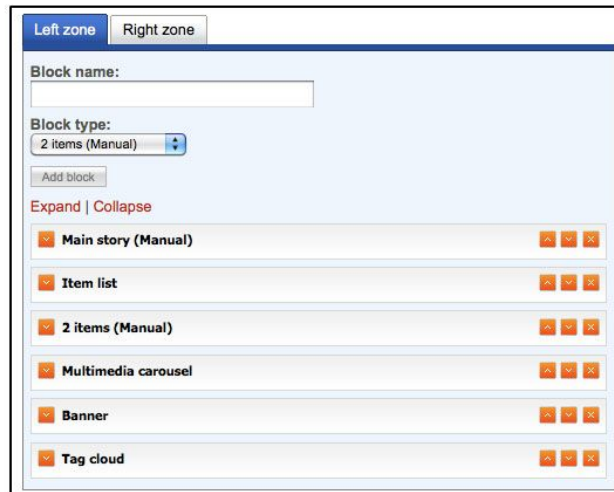 Left zone Right zone
Block name:
Block type:
2 items (Manual)
Add block
Expand | Collapse
Main story (Manual)
Item list
2 items (Manual)
Multimedia carousel
Banner
Tag cloud